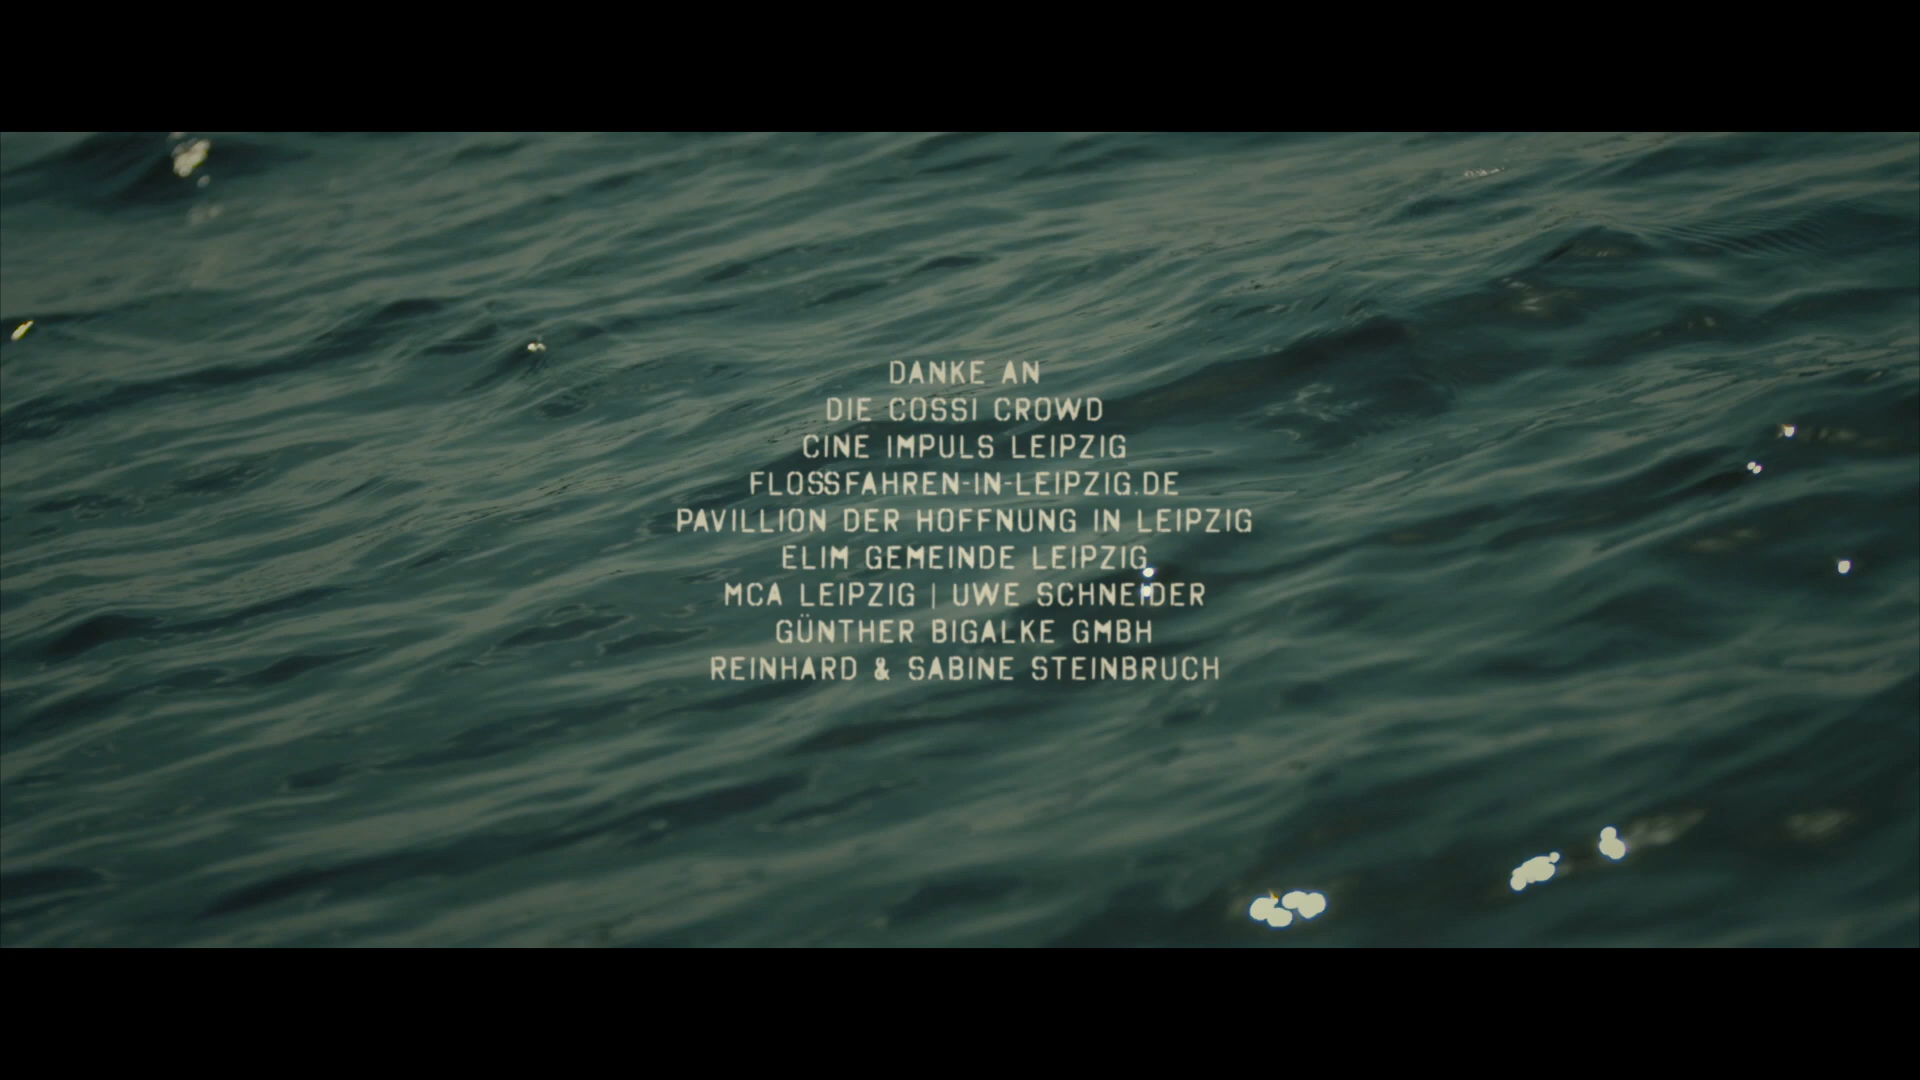 DANKE AN
DIE COSSI CROWD
CINE IMPULS LEIPZIG
FLOSSFAHREN-IN-LEIPZIG.DE
PAVILLION DER HOFFNUNG IN LEIPZIG
ELIM GEMEINDE LEIPZIG
MCA LEIPZIG | UWE SCHNEIDER
GÜNTHER BIGALKE GMBH
REINHARD & SABINE STEINBRUCH